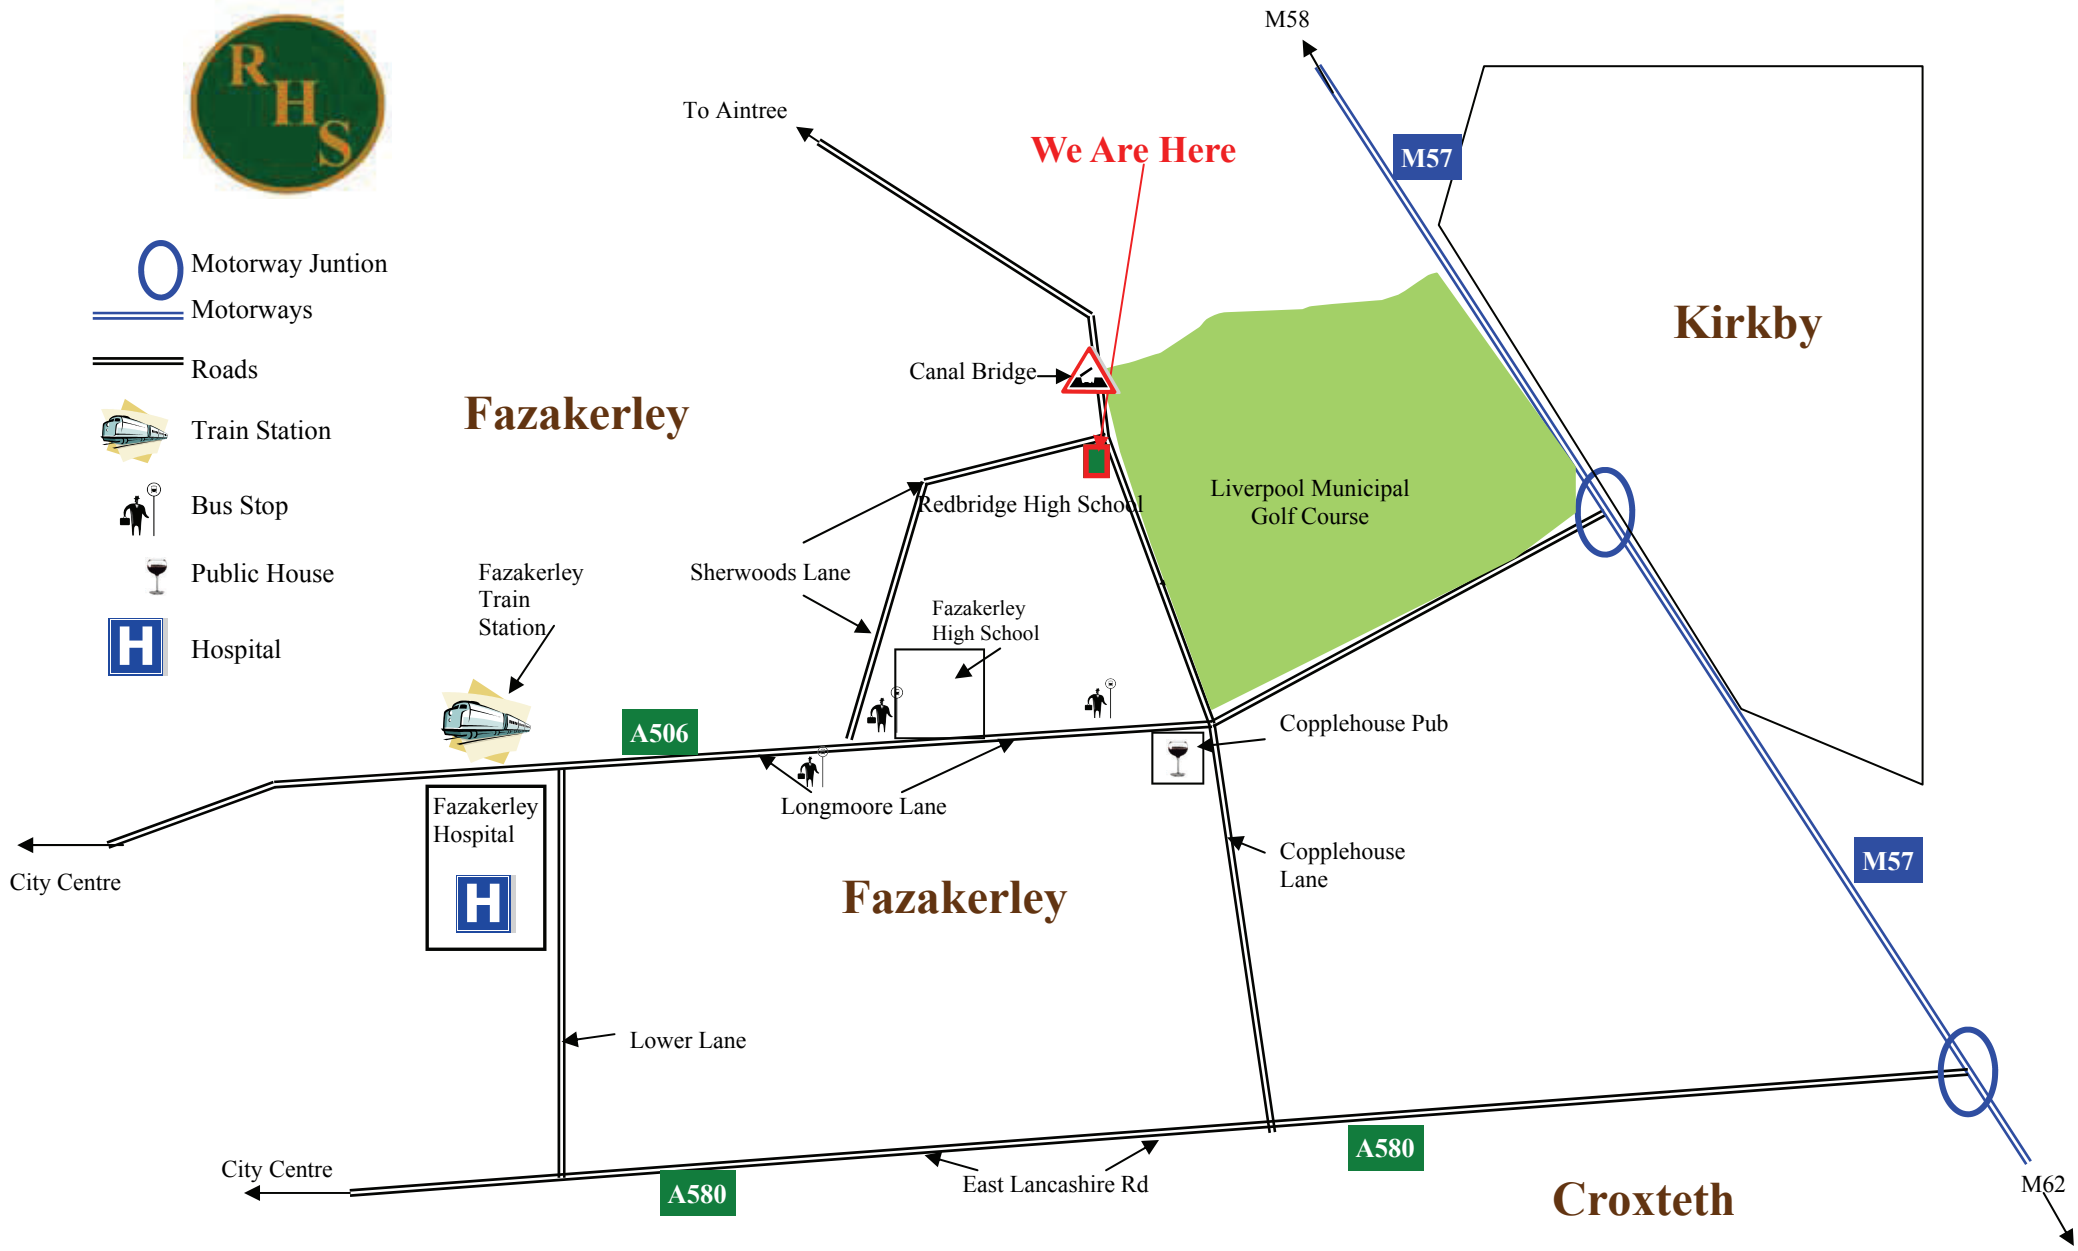 M58
R
H
S
To Aintree
We Are Here
M57
Motorway Juntion
Motorways
Kirkby
Roads
Canal Bridge
Fazakerley
Train Station
Bus Stop
Redbridge High School
Liverpool Municipal
Golf Course
Public House
Fazakerley
Train
Station
Sherwoods Lane
Fazakerley
High School
H
Hospital
A506
Copplehouse Pub
Fazakerley
Hospital
H
Longmoore Lane
City Centre
Copplehouse
Lane
M57
Fazakerley
Lower Lane
City Centre
A580
East Lancashire Rd
A580
Croxteth
M62